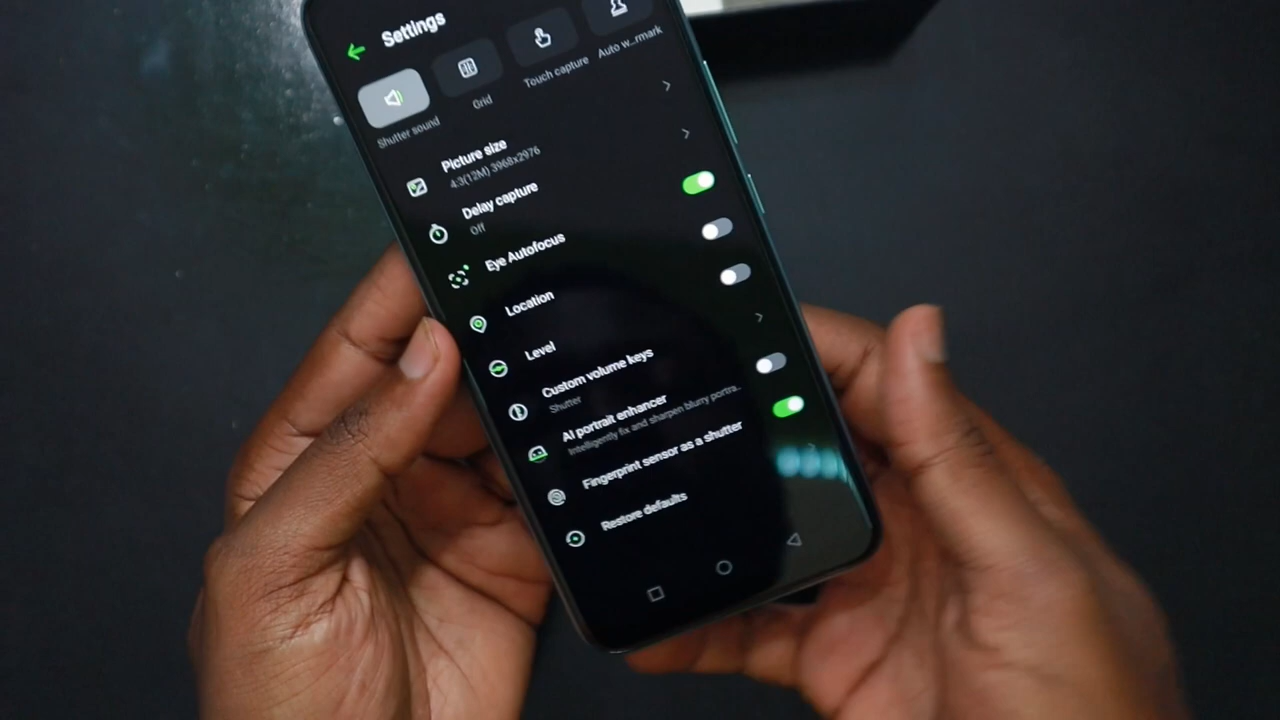 Settings
Shutter sound
Grid
Touch capture
Auto w...rmark
Picture size
4:3(12M) 3968x2976
Delay capture
Off
Eye Autofocus
Location
Level
Custom volume keys
Shutter
AI portrait enhancer
Intelligently fix and sharpen blurry portra...
Fingerprint sensor as a shutter
Restore defaults